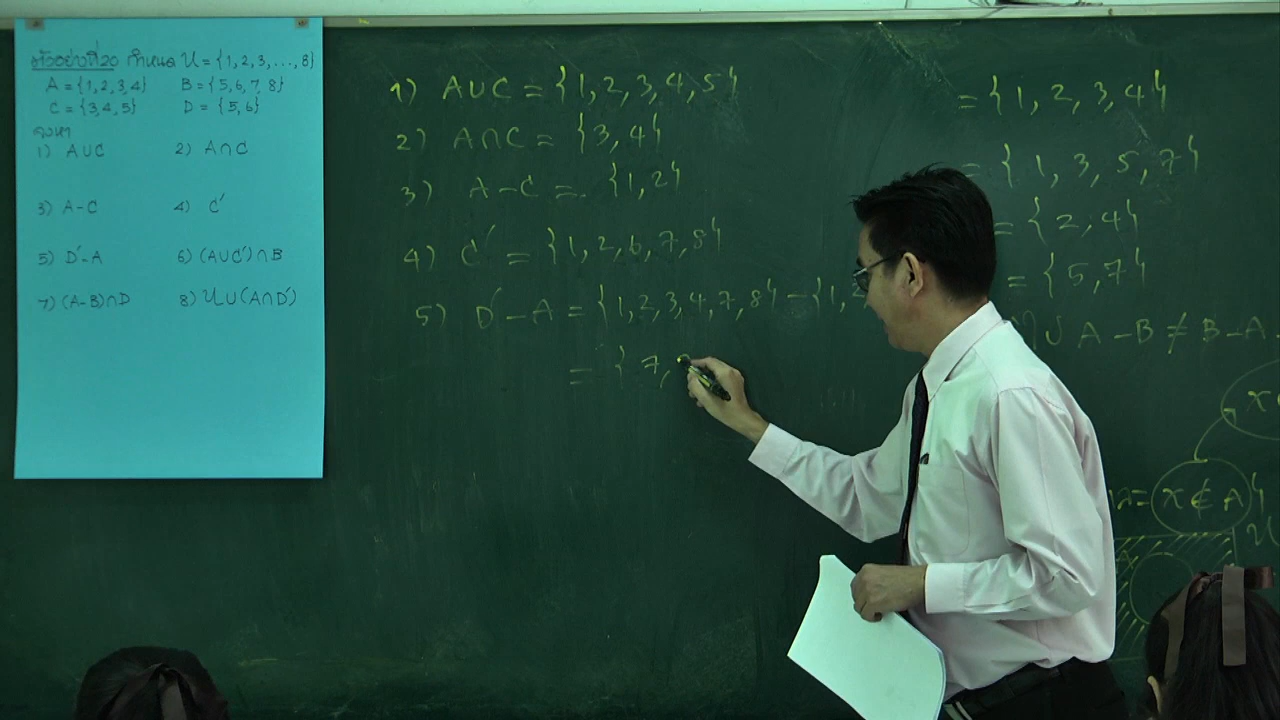 ตัวอย่างที่20 กำหนด U = {1,2,3,...,8}
A = {1,2,3,4} B = {5,6,7,8}
C = {3,4,5} D = {5,6}
จงหา
1) A∪C 2) A∩C
3) A-C 4) C′
5) D′-A 6) (A∪C′)∩B
7) (A-B)∩D 8) U∪(A∩D′)
1) A∪C = {1,2,3,4,5}
2) A∩C = {3,4}
3) A-C = {1,2}
4) C′ = {1,2,6,7,8}
5) D′-A = {1,2,3,4,7,8} - {1,
= { 7,
= {1, 2, 3, 4}
= {1, 3, 5, 7}
= {2, 4}
= {5, 7}
A-B ≠ B-A
x ∉ A}